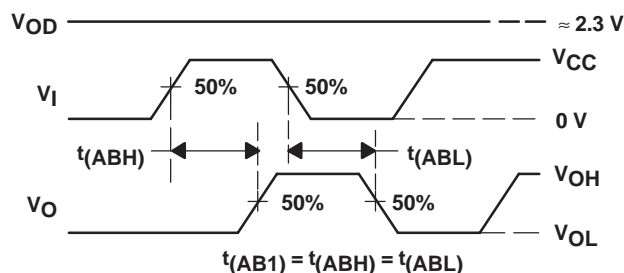 VOD ≈ 2.3 V
VCC
VI 50% 50%
0 V
t(ABH) t(ABL)
VOH
VO 50% 50%
VOL
t(AB1) = t(ABH) = t(ABL)